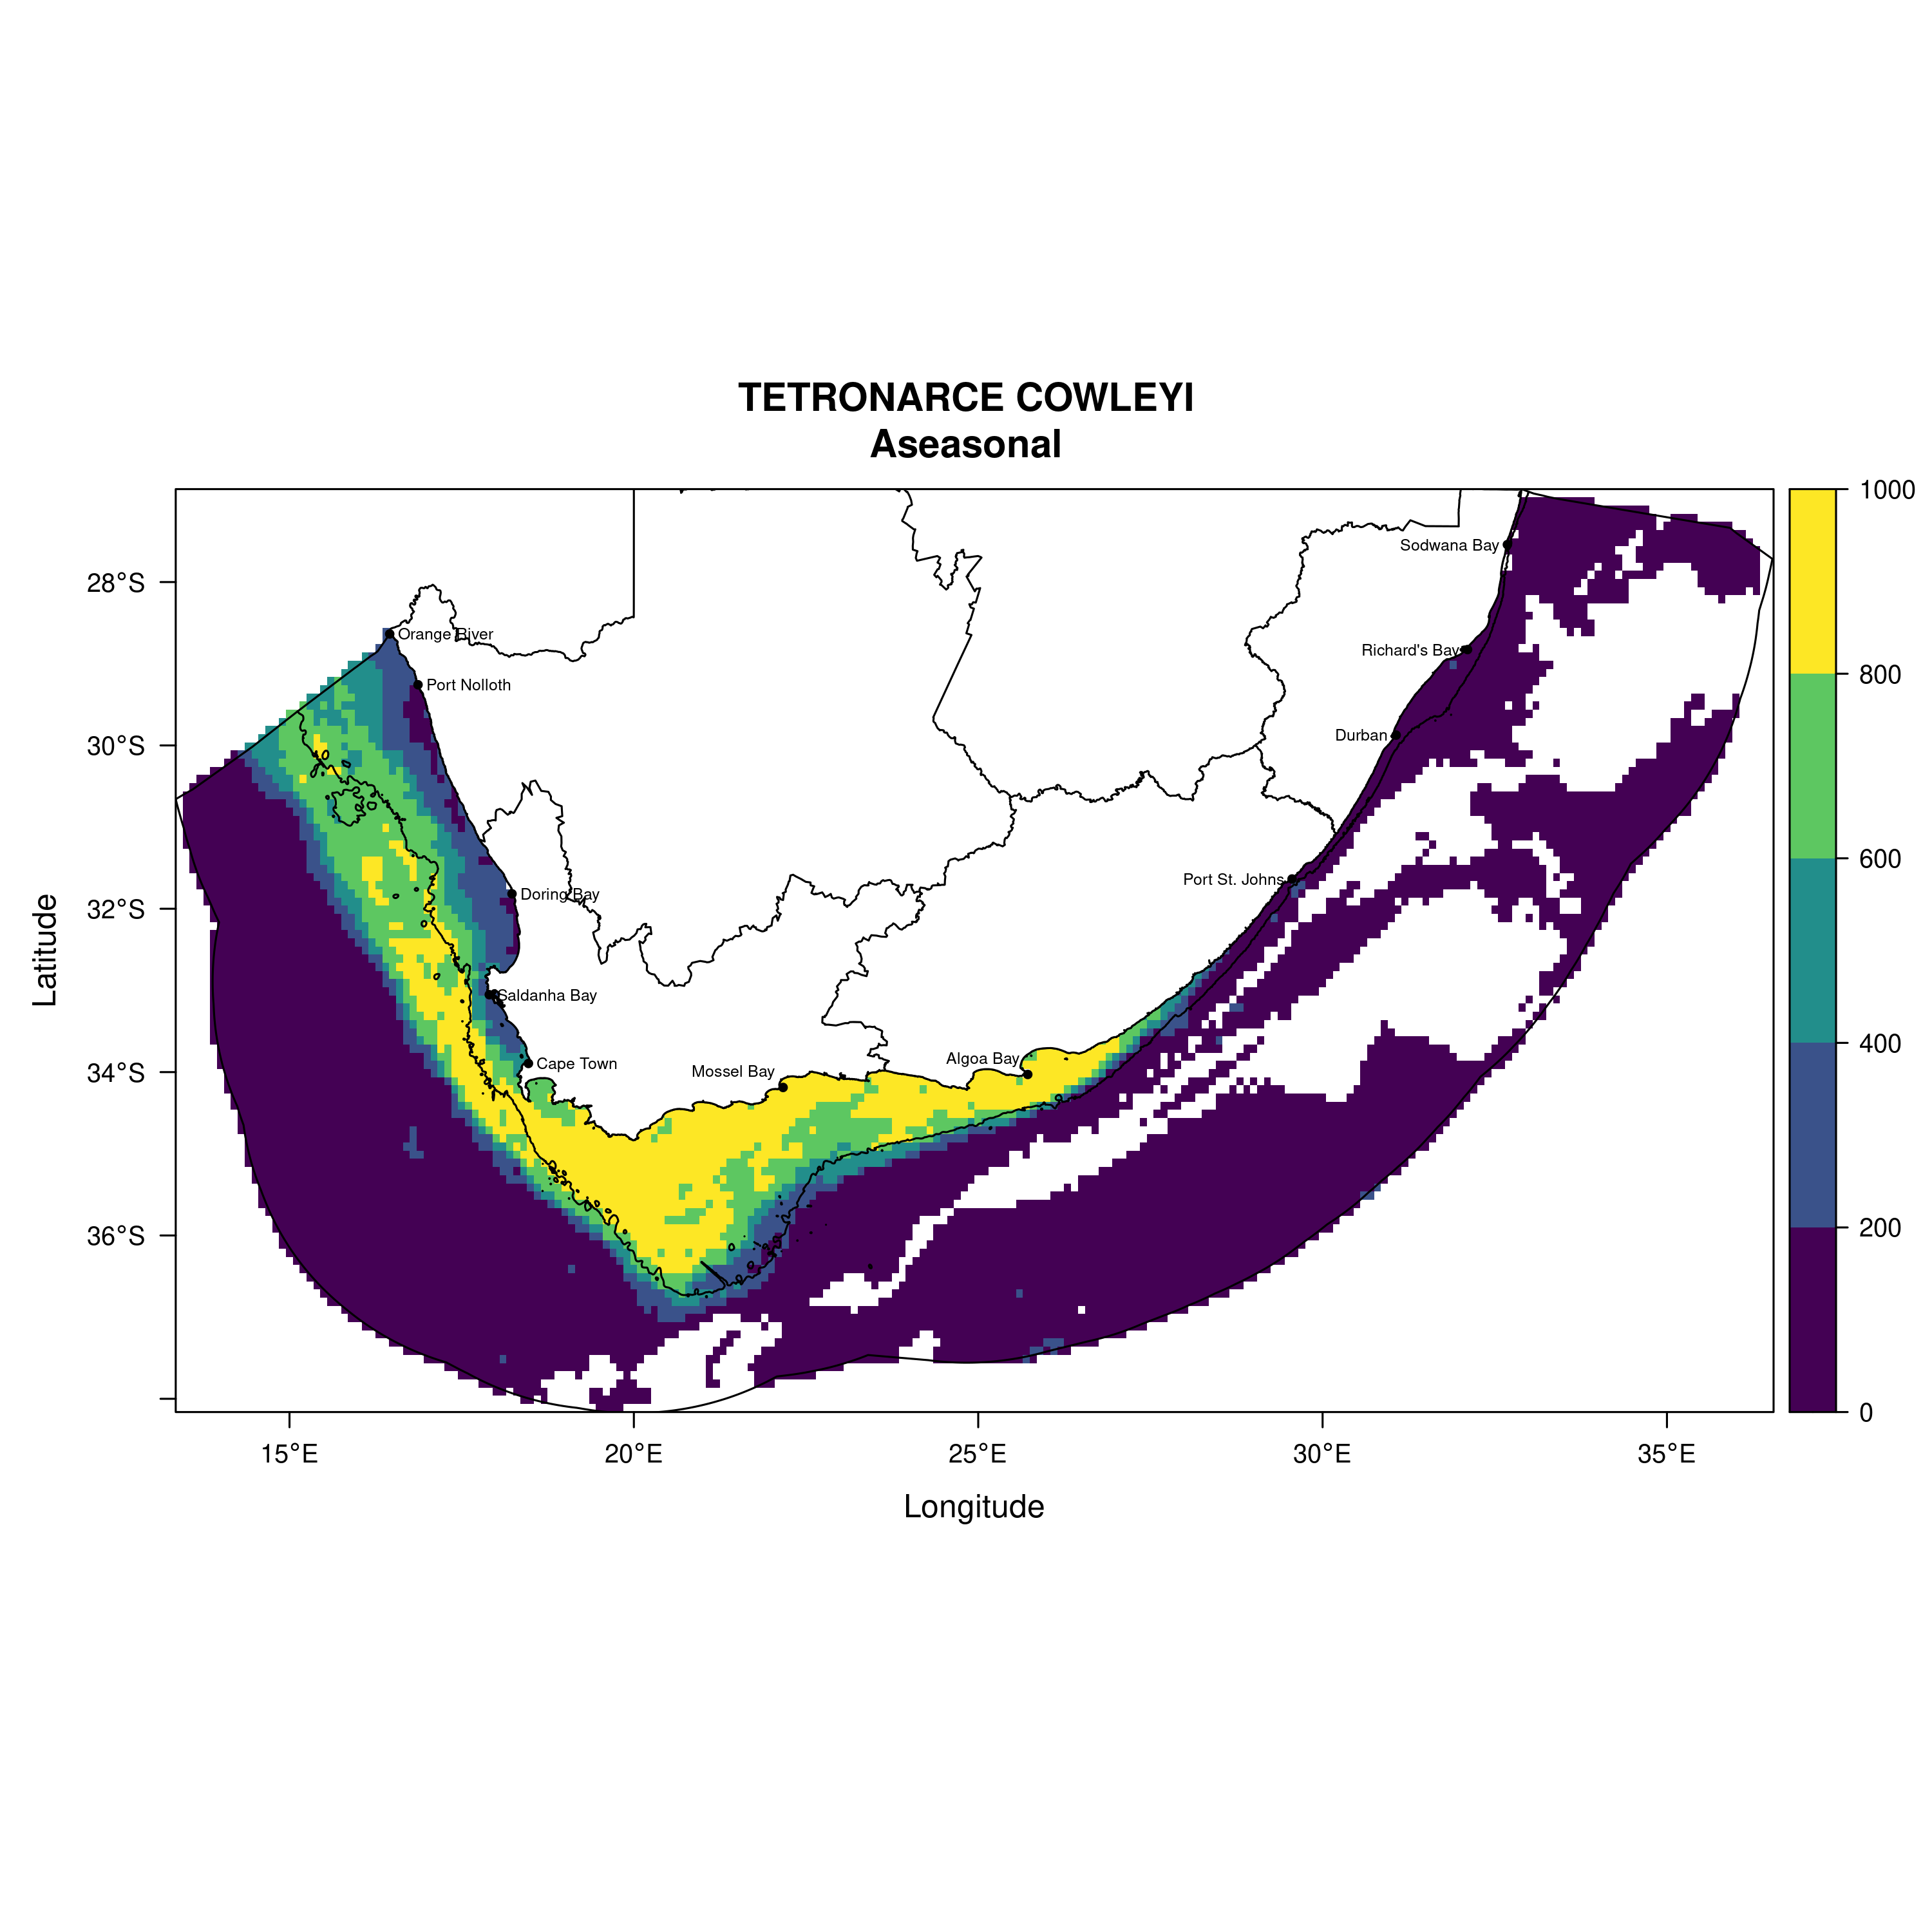 TETRONARCE COWLEYI
Aseasonal
1000
800
600
400
200
0
28°S
30°S
32°S
34°S
36°S
Latitude
Sodwana Bay
Orange River
Richard's Bay
Port Nolloth
Durban
Port St. Johns
Doring Bay
Saldanha Bay
Algoa Bay
Cape Town
Mossel Bay
15°E
20°E
25°E
30°E
35°E
Longitude